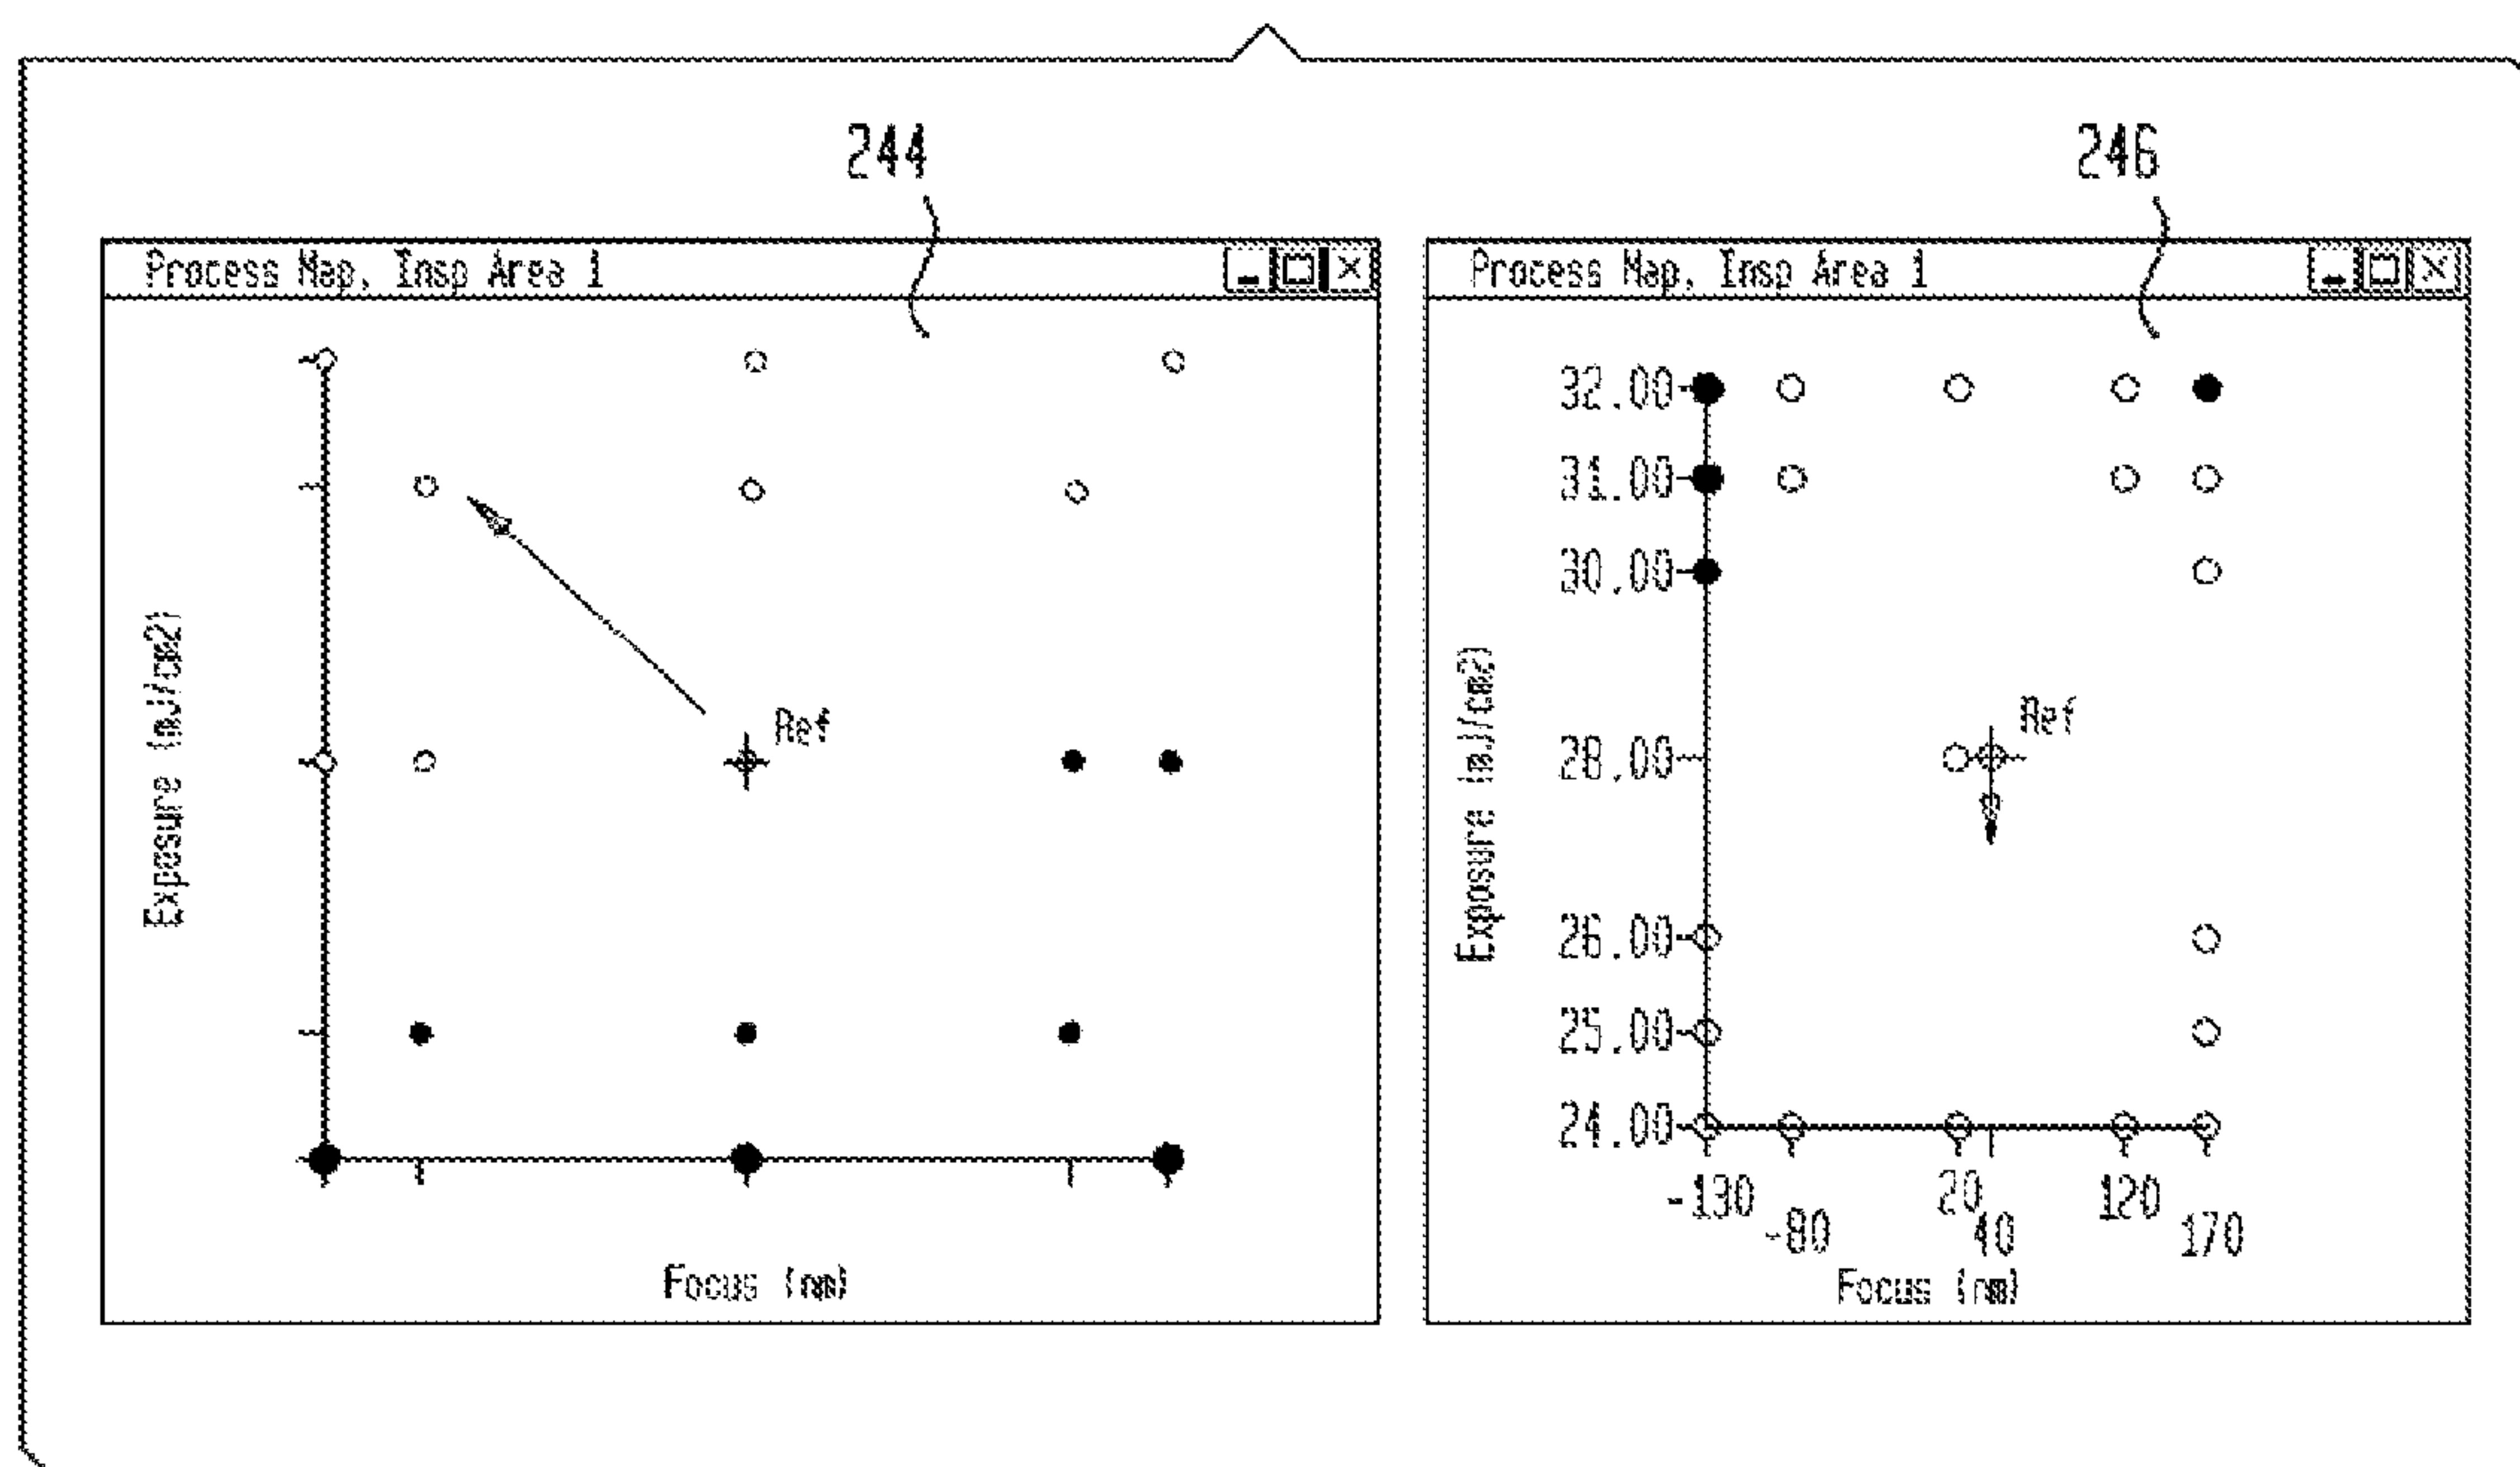 244
246
Process Map, Insp Area 1
Exposure (mJ/cm2)
Ref
Focus (nm)
Process Map, Insp Area 1
Exposure (mJ/cm2)
32.00
31.00
30.00
28.00
26.00
25.00
24.00
Ref
-130
-80
20
40
120
170
Focus (nm)